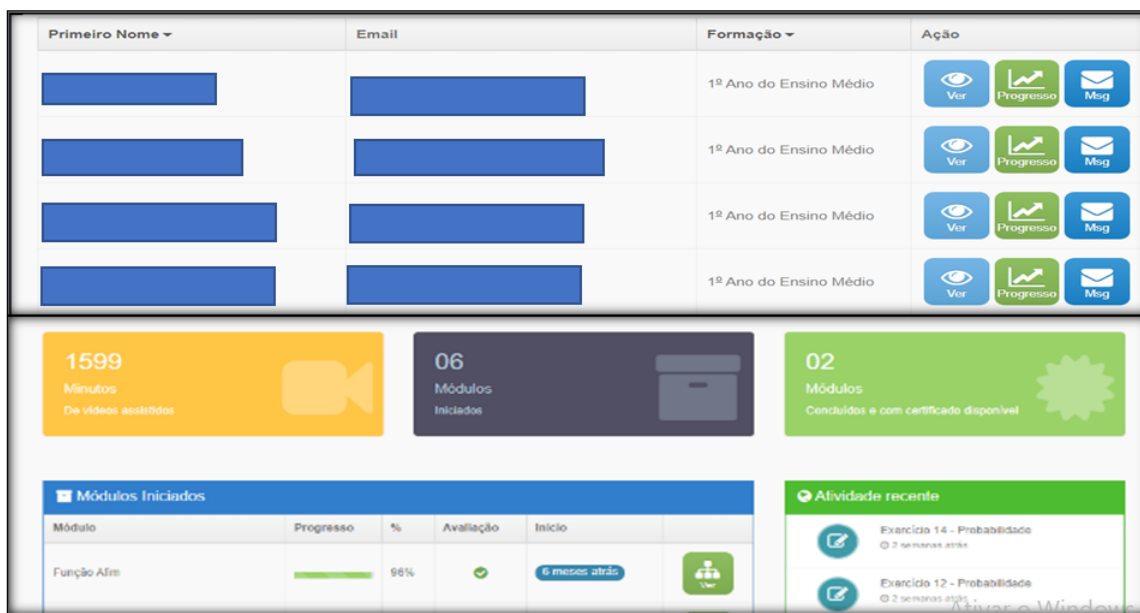 Primeiro Nome Email Formação Ação
1º Ano do Ensino Médio Ver Progresso Msg
1º Ano do Ensino Médio Ver Progresso Msg
1º Ano do Ensino Médio Ver Progresso Msg
1º Ano do Ensino Médio Ver Progresso Msg
1599
Minutos
De vídeos assistidos
06
Módulos
Iniciados
02
Módulos
Concluídos e com certificado disponível
Módulos Iniciados
Módulo Progresso % Avaliação Início
Função Afim 96% 6 meses atrás Ver
Atividade recente
Exercício 14 - Probabilidade
2 semanas atrás
Exercício 12 - Probabilidade
2 semanas atrás
Ativar o Windows